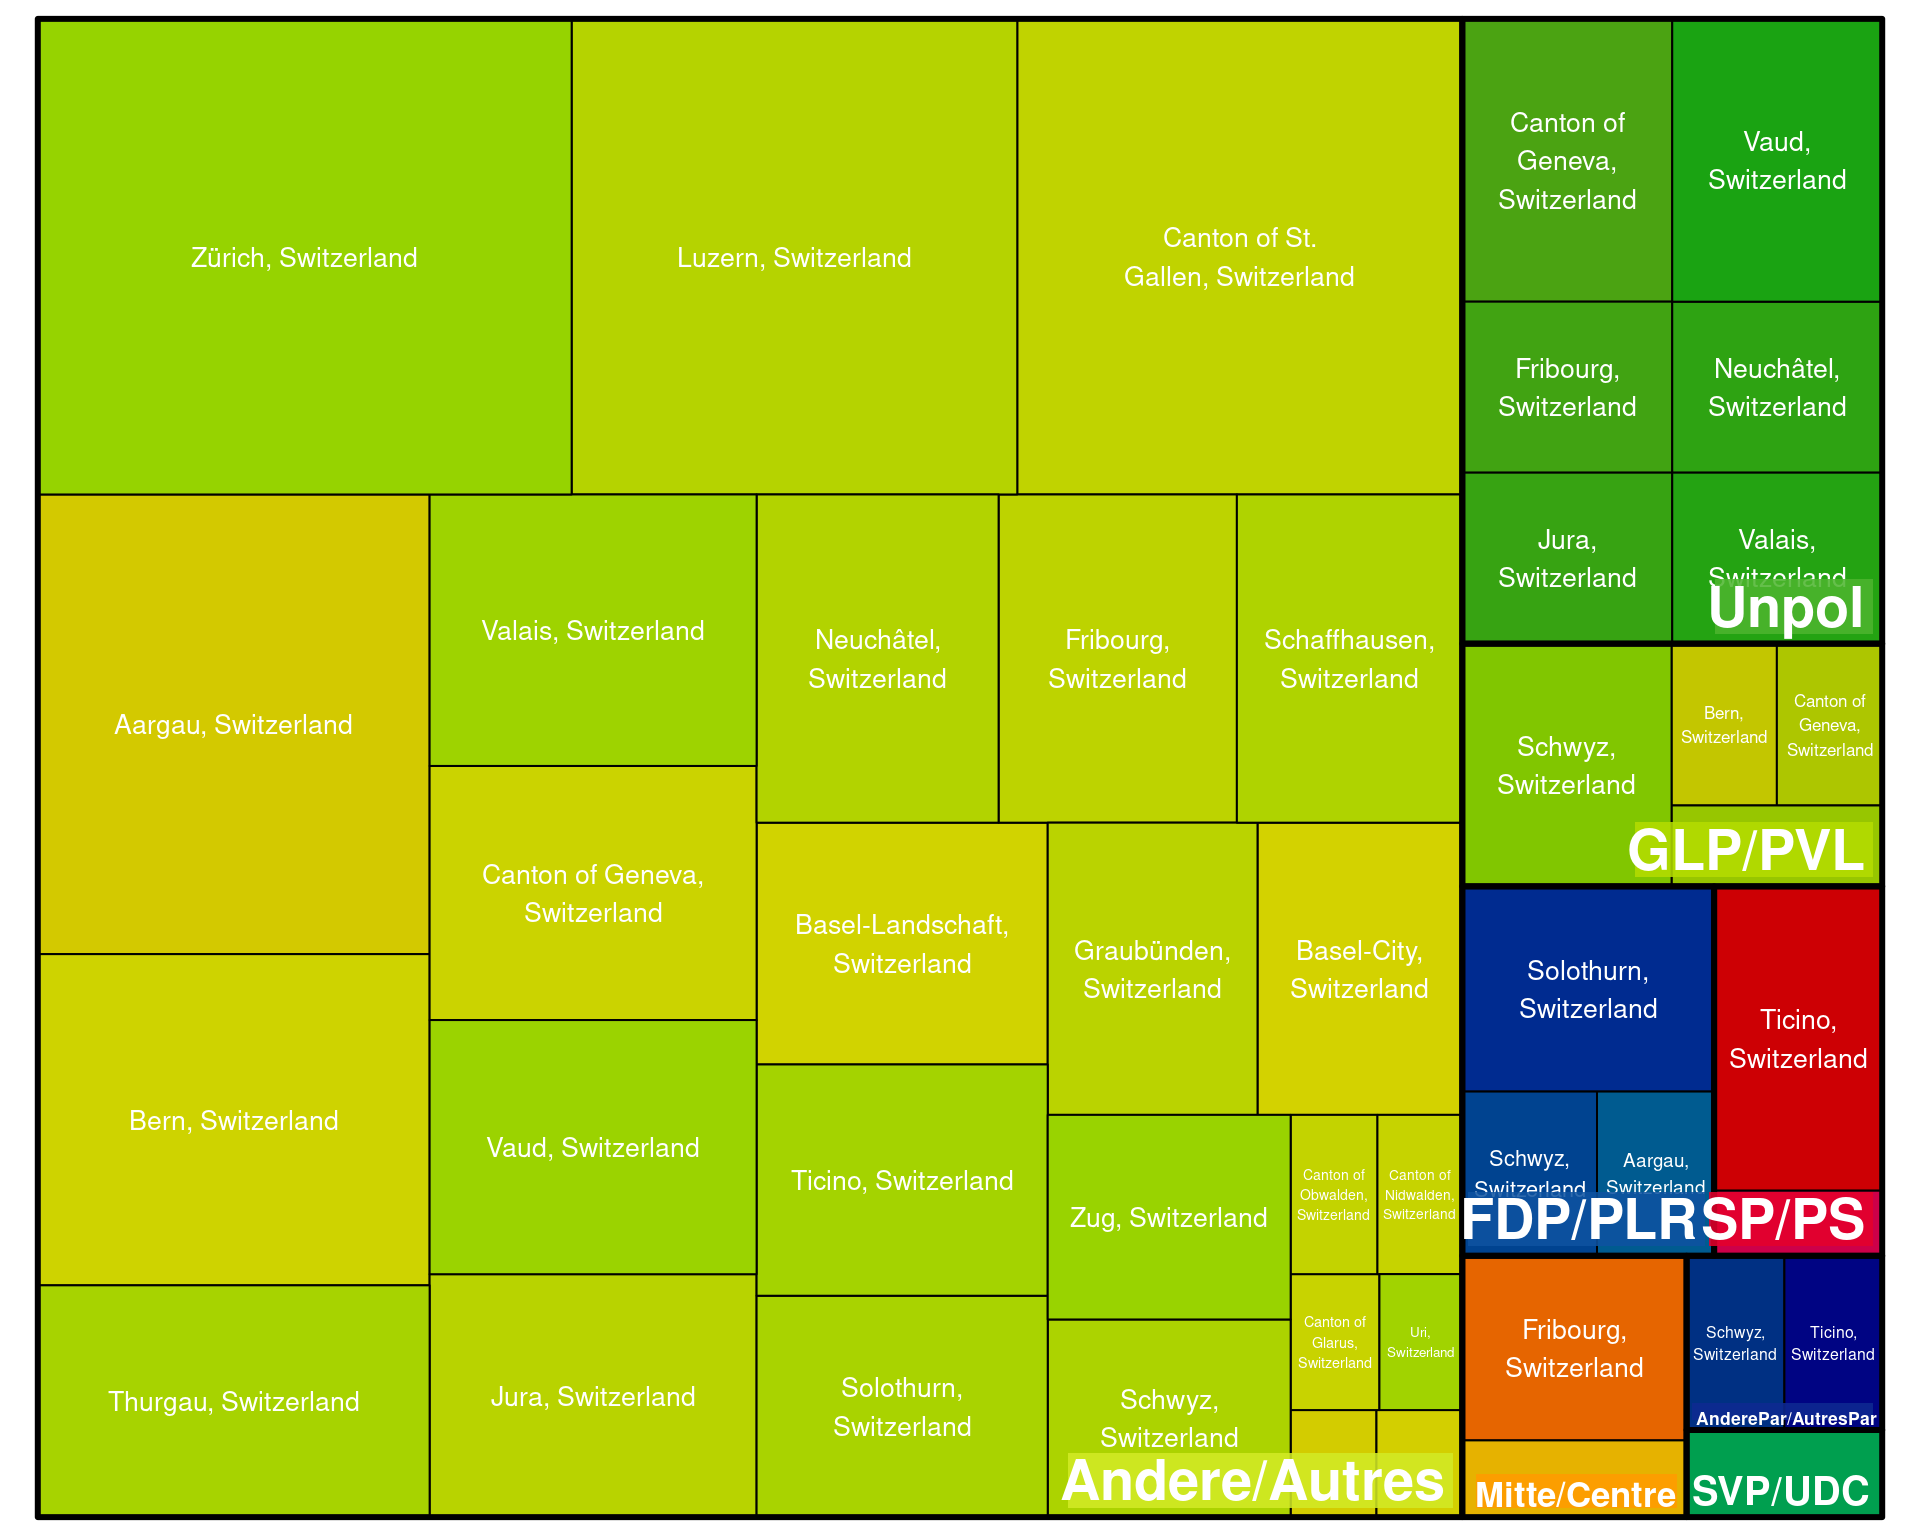 Zürich, Switzerland
Luzern, Switzerland
Canton of St.
Gallen, Switzerland
Aargau, Switzerland
Valais, Switzerland
Neuchâtel,
Switzerland
Fribourg,
Switzerland
Schaffhausen,
Switzerland
Canton of Geneva,
Switzerland
Basel-Landschaft,
Switzerland
Graubünden,
Switzerland
Basel-City,
Switzerland
Bern, Switzerland
Vaud, Switzerland
Ticino, Switzerland
Zug, Switzerland
Canton of
Obwalden,
Switzerland
Canton of
Nidwalden,
Switzerland
Canton of
Glarus,
Switzerland
Uri,
Switzerland
Thurgau, Switzerland
Jura, Switzerland
Solothurn,
Switzerland
Schwyz,
Switzerland
Andere/Autres
Canton of
Geneva,
Switzerland
Vaud,
Switzerland
Fribourg,
Switzerland
Neuchâtel,
Switzerland
Jura,
Switzerland
Valais,
Switzerland
Unpol
Schwyz,
Switzerland
Bern,
Switzerland
Canton of
Geneva,
Switzerland
GLP/PVL
Solothurn,
Switzerland
Schwyz,
Switzerland
Aargau,
Switzerland
FDP/PLR
Ticino,
Switzerland
SP/PS
Fribourg,
Switzerland
Mitte/Centre
Schwyz,
Switzerland
Ticino,
Switzerland
AnderePar/AutresPar
SVP/UDC